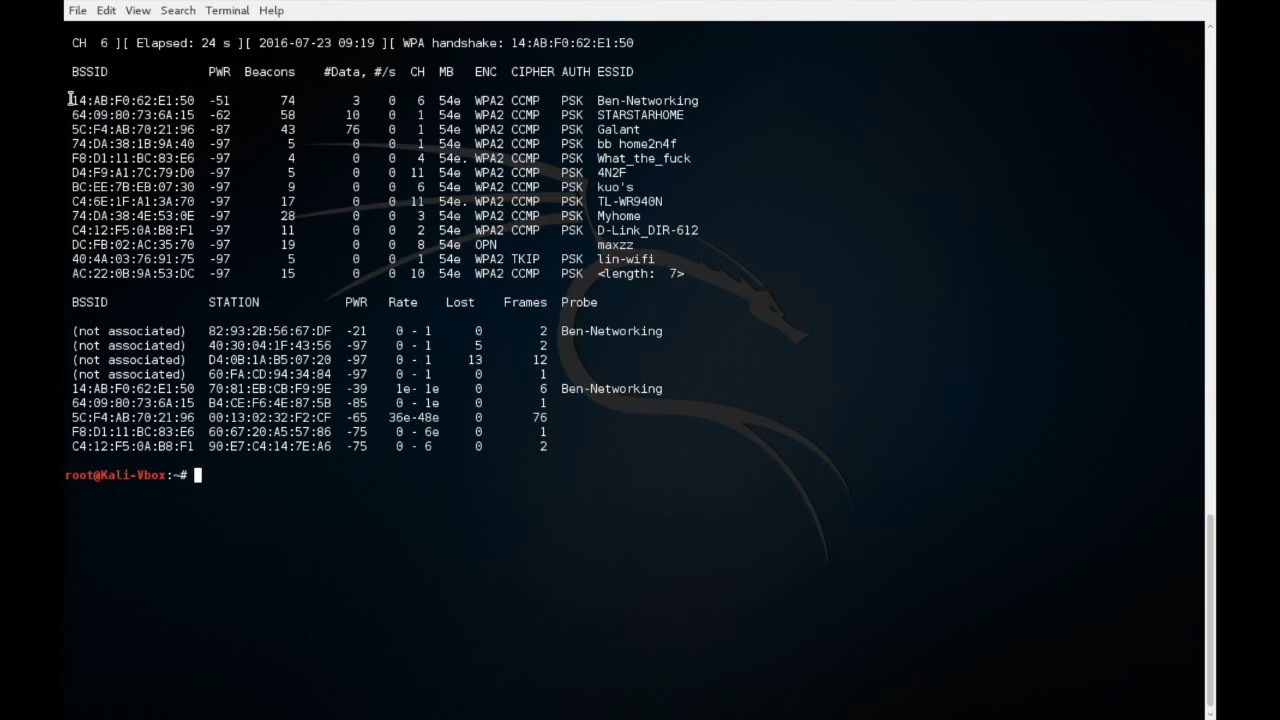 File Edit View Search Terminal Help
CH 6 ][ Elapsed: 24 s ][ 2016-07-23 09:19 ][ WPA handshake: 14:AB:F0:62:E1:50
BSSID PWR Beacons #Data, #/s CH MB ENC CIPHER AUTH ESSID
14:AB:F0:62:E1:50 -51 74 3 0 6 54e WPA2 CCMP PSK Ben-Networking
64:09:80:73:6A:15 -62 58 10 0 1 54e WPA2 CCMP PSK STARSTARHOME
5C:F4:AB:70:21:96 -87 43 76 0 1 54e WPA2 CCMP PSK Galant
74:DA:38:1B:9A:40 -97 5 0 0 1 54e WPA2 CCMP PSK bb home2n4f
F8:D1:11:BC:83:E6 -97 4 0 0 4 54e. WPA2 CCMP PSK What_the_fuck
D4:F9:A1:7C:79:D0 -97 5 0 0 11 54e WPA2 CCMP PSK 4N2F
BC:EE:7B:EB:07:30 -97 9 0 0 6 54e WPA2 CCMP PSK kuo's
C4:6E:1F:A1:3A:70 -97 17 0 0 11 54e. WPA2 CCMP PSK TL-WR940N
74:DA:38:4E:53:0E -97 28 0 0 3 54e WPA2 CCMP PSK Myhome
C4:12:F5:0A:B8:F1 -97 11 0 0 2 54e WPA2 CCMP PSK D-Link_DIR-612
DC:FB:02:AC:35:70 -97 19 0 0 8 54e OPN maxzz
40:4A:03:76:91:75 -97 5 0 0 1 54e WPA2 TKIP PSK lin-wifi
AC:22:0B:9A:53:DC -97 15 0 0 10 54e WPA2 CCMP PSK <length: 7>
BSSID STATION PWR Rate Lost Frames Probe
(not associated) 82:93:2B:56:67:DF -21 0 - 1 0 2 Ben-Networking
(not associated) 40:30:04:1F:43:56 -97 0 - 1 5 2
(not associated) D4:0B:1A:B5:07:20 -97 0 - 1 13 12
(not associated) 60:FA:CD:94:34:84 -97 0 - 1 0 1
14:AB:F0:62:E1:50 70:81:EB:CB:F9:9E -39 1e- 1e 0 6 Ben-Networking
64:09:80:73:6A:15 B4:CE:F6:4E:87:5B -85 0 - 1e 0 1
5C:F4:AB:70:21:96 00:13:02:32:F2:CF -65 36e-48e 0 76
F8:D1:11:BC:83:E6 60:67:20:A5:57:86 -75 0 - 6e 0 1
C4:12:F5:0A:B8:F1 90:E7:C4:14:7E:A6 -75 0 - 6 0 2
root@Kali-Vbox:~#